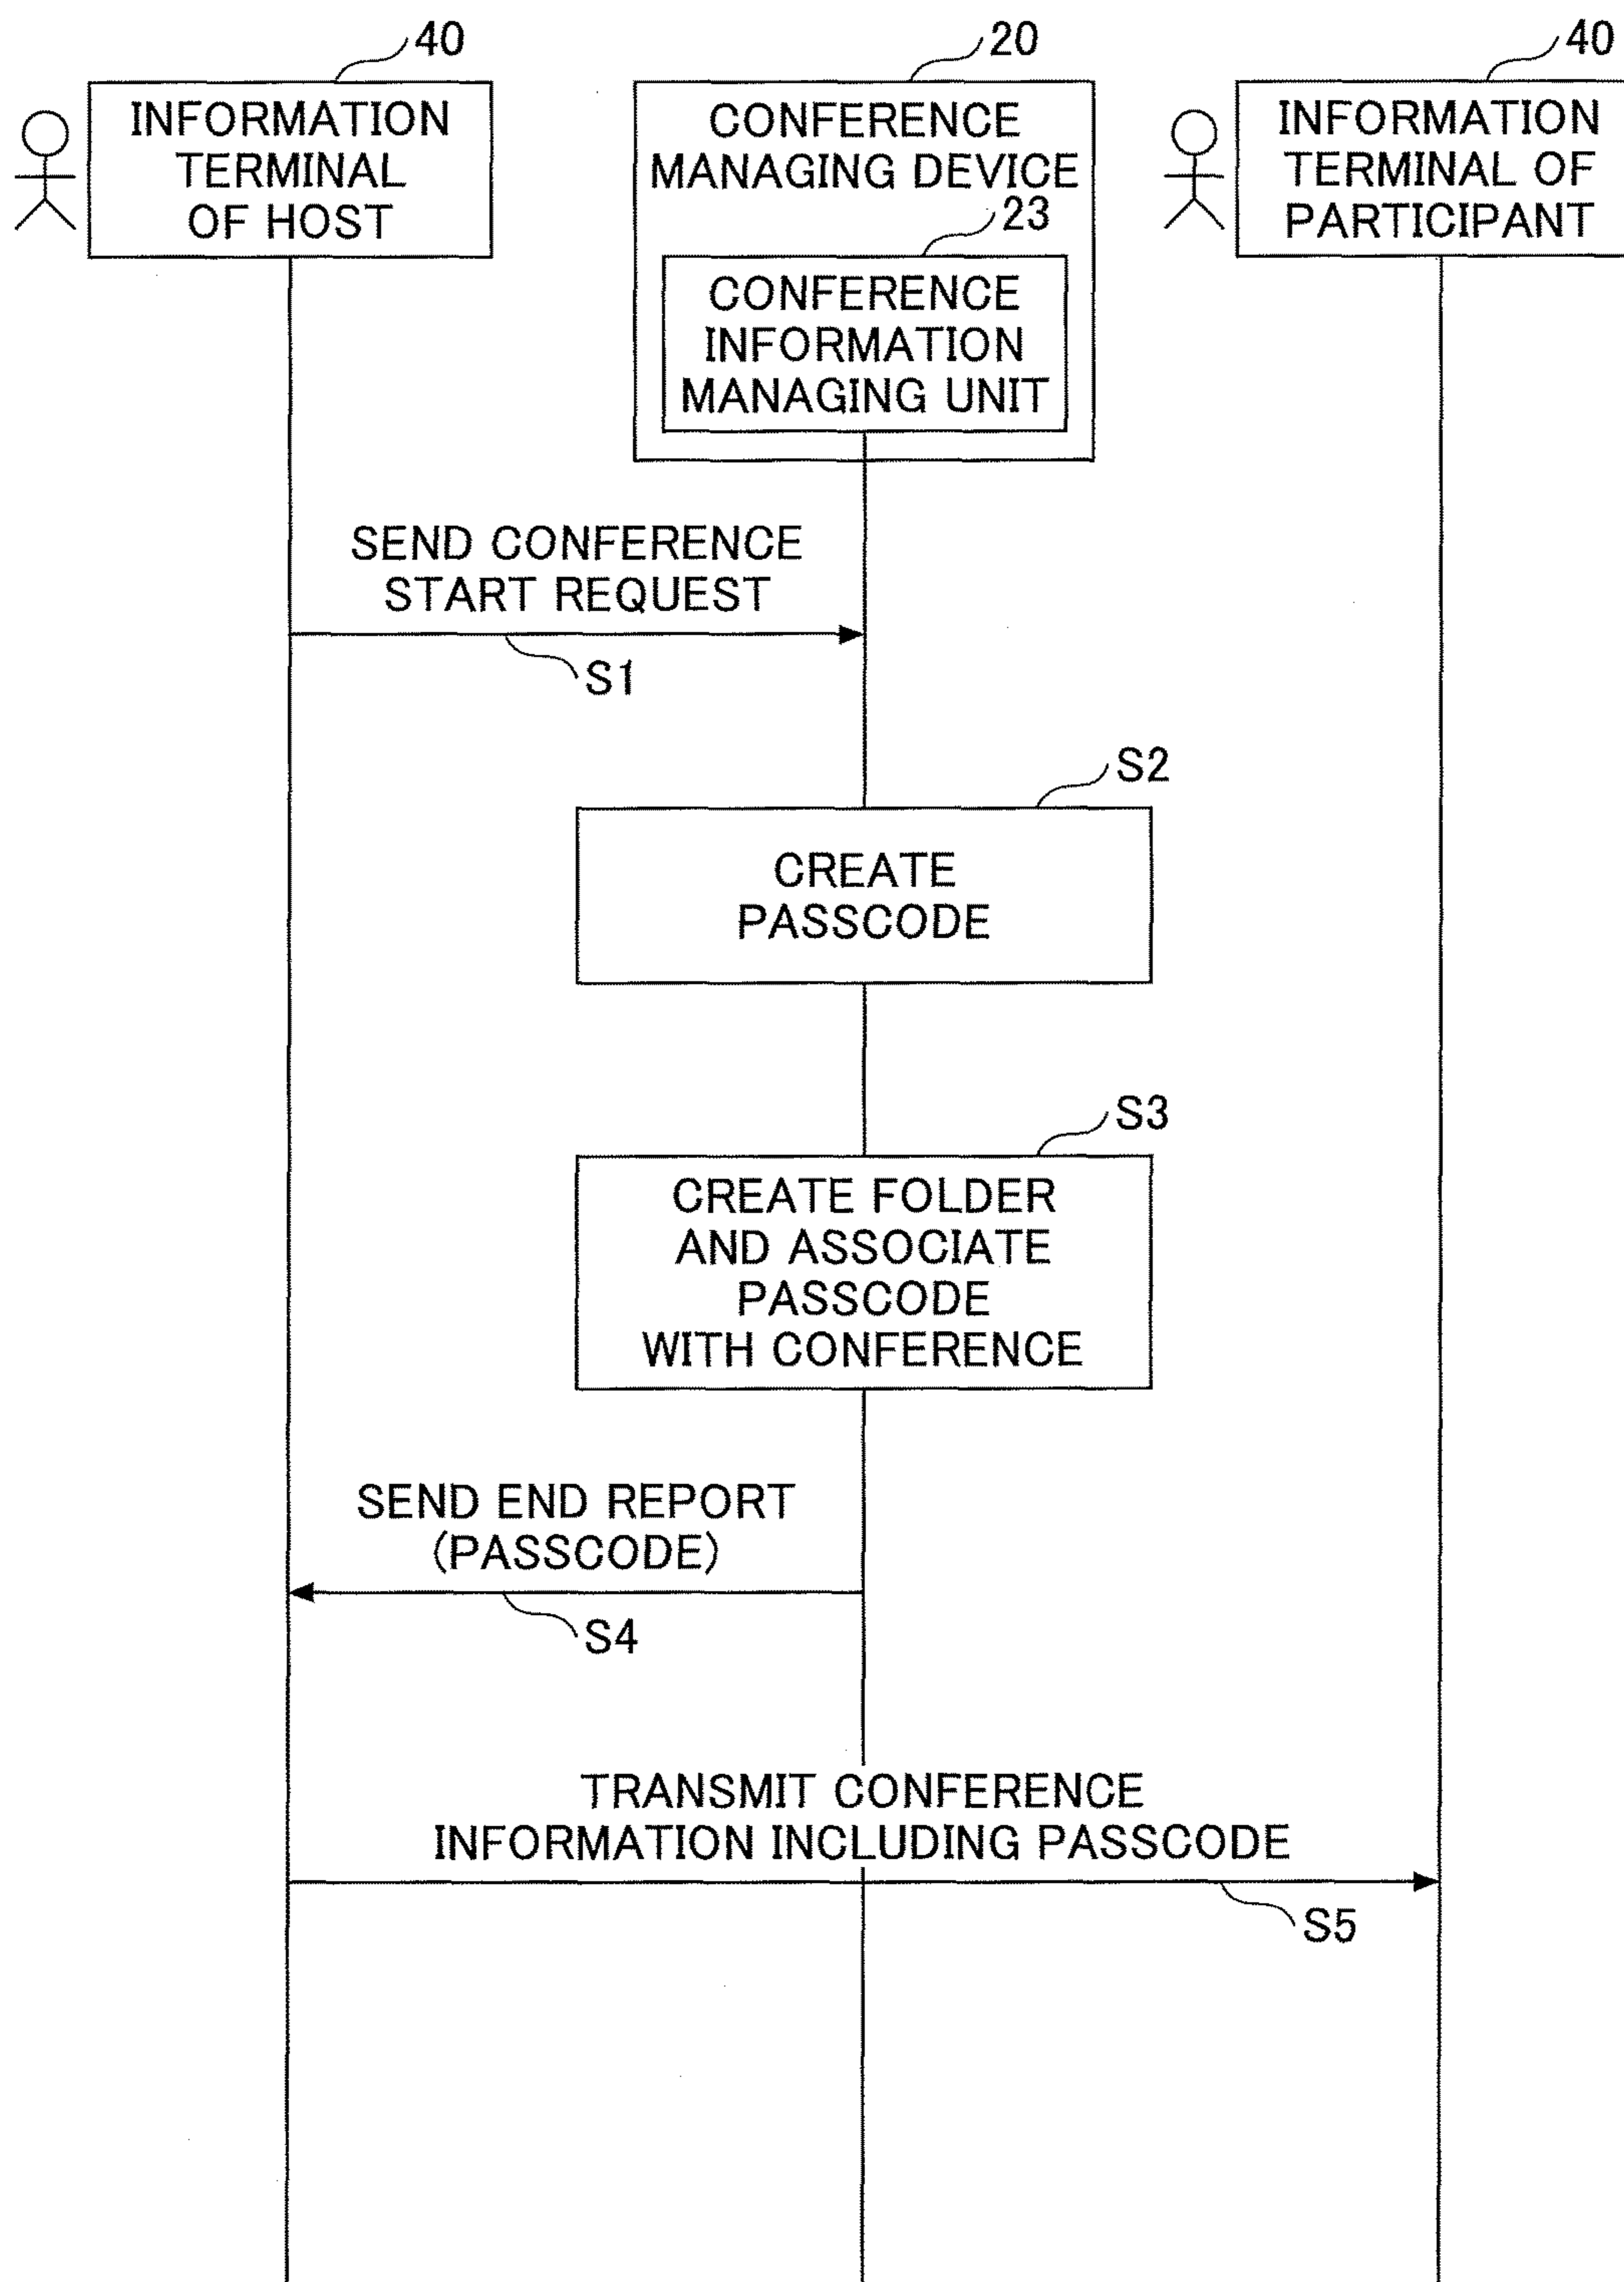 40
20
40
INFORMATION
TERMINAL
OF HOST
CONFERENCE
MANAGING DEVICE
23
CONFERENCE
INFORMATION
MANAGING UNIT
INFORMATION
TERMINAL OF
PARTICIPANT
SEND CONFERENCE
START REQUEST
S1
S2
CREATE
PASSCODE
S3
CREATE FOLDER
AND ASSOCIATE
PASSCODE
WITH CONFERENCE
SEND END REPORT
(PASSCODE)
S4
TRANSMIT CONFERENCE
INFORMATION INCLUDING PASSCODE
S5